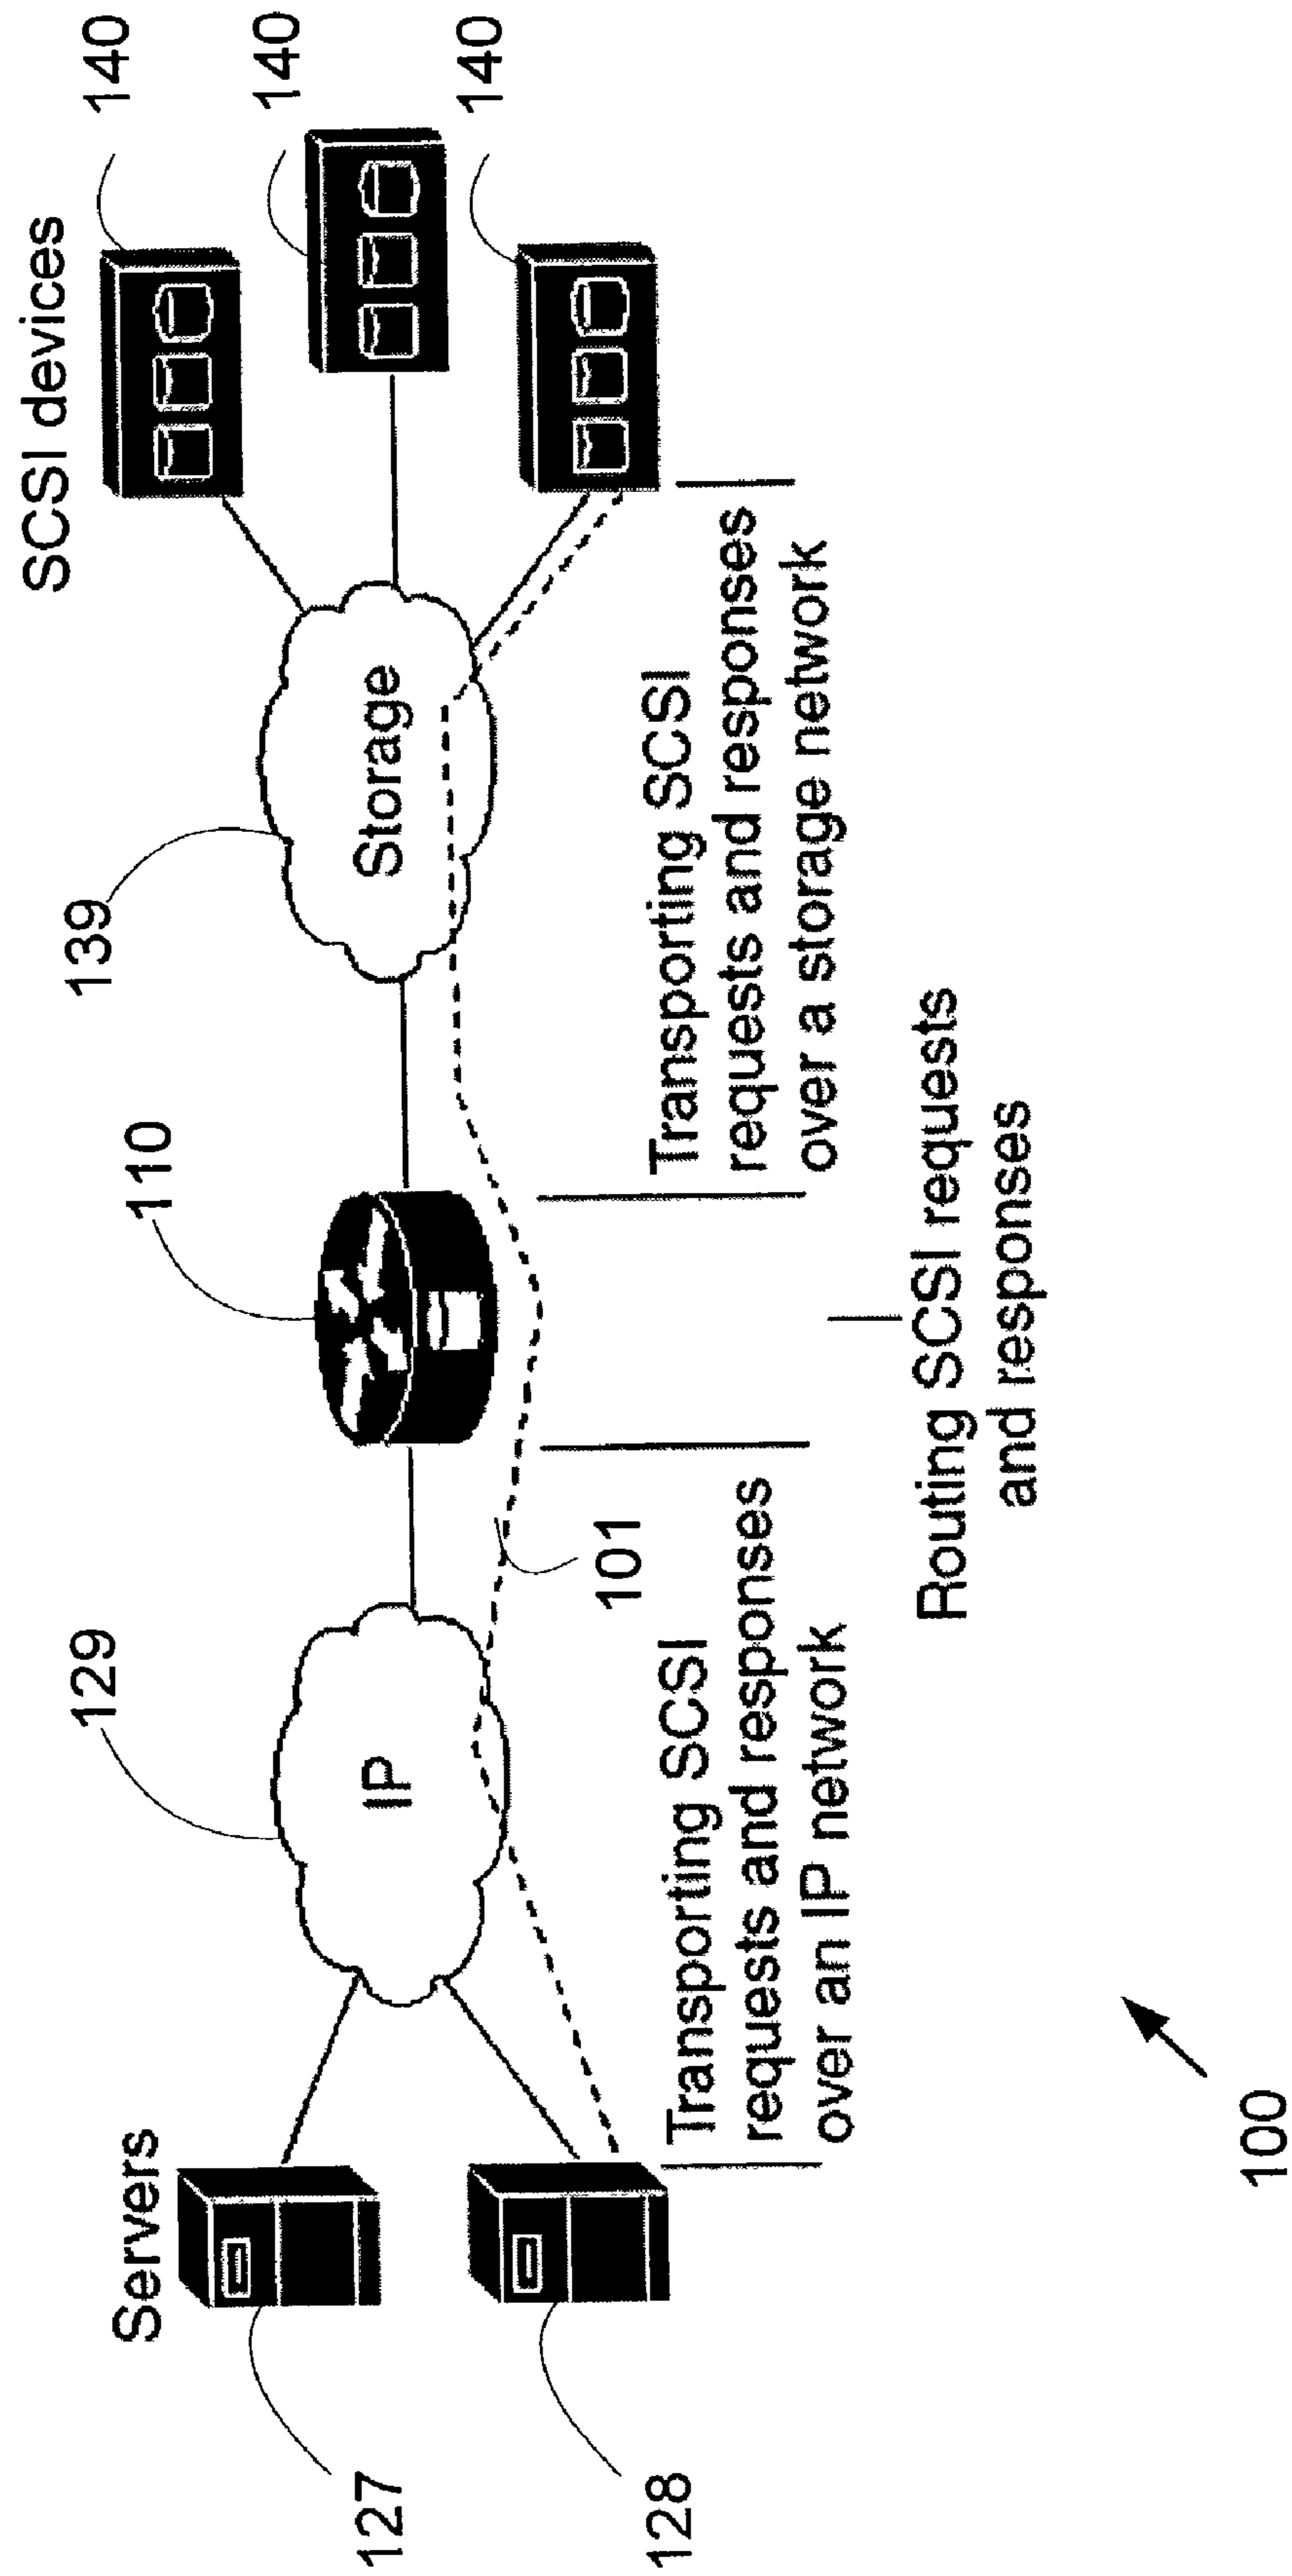 SCSI devices
140
140
140
139
Storage
110
129
IP
101
Servers
127
128
Transporting SCSI
requests and responses
over an IP network
Transporting SCSI
requests and responses
over a storage network
Routing SCSI requests
and responses
100